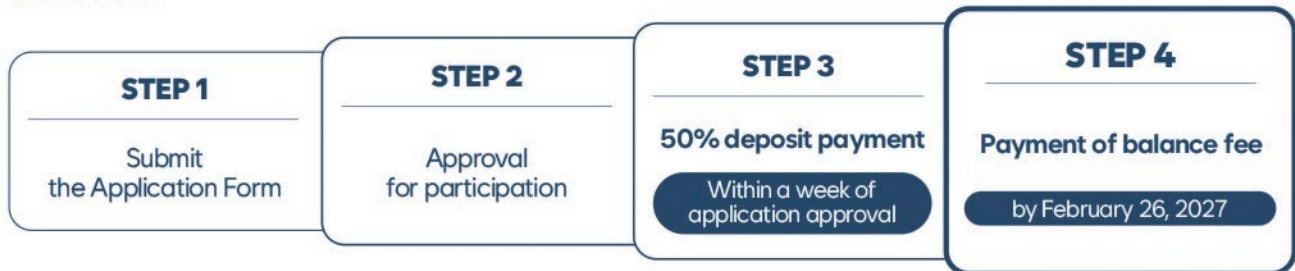 STEP 1
Submit
the Application Form
STEP 2
Approval
for participation
STEP 3
50% deposit payment
Within a week of
application approval
STEP 4
Payment of balance fee
by February 26, 2027